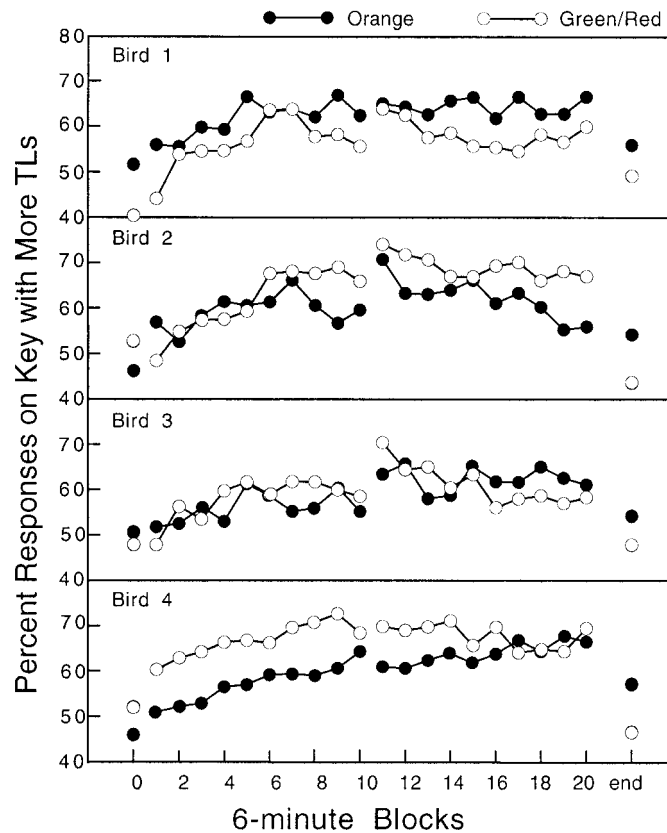 Orange Green/Red
Percent Responses on Key with More TLs
80
Bird 1
70
60
50
40
Bird 2
70
60
50
40
Bird 3
70
60
50
40
Bird 4
70
60
50
40
0 2 4 6 8 10 12 14 16 18 20 end
6-minute Blocks